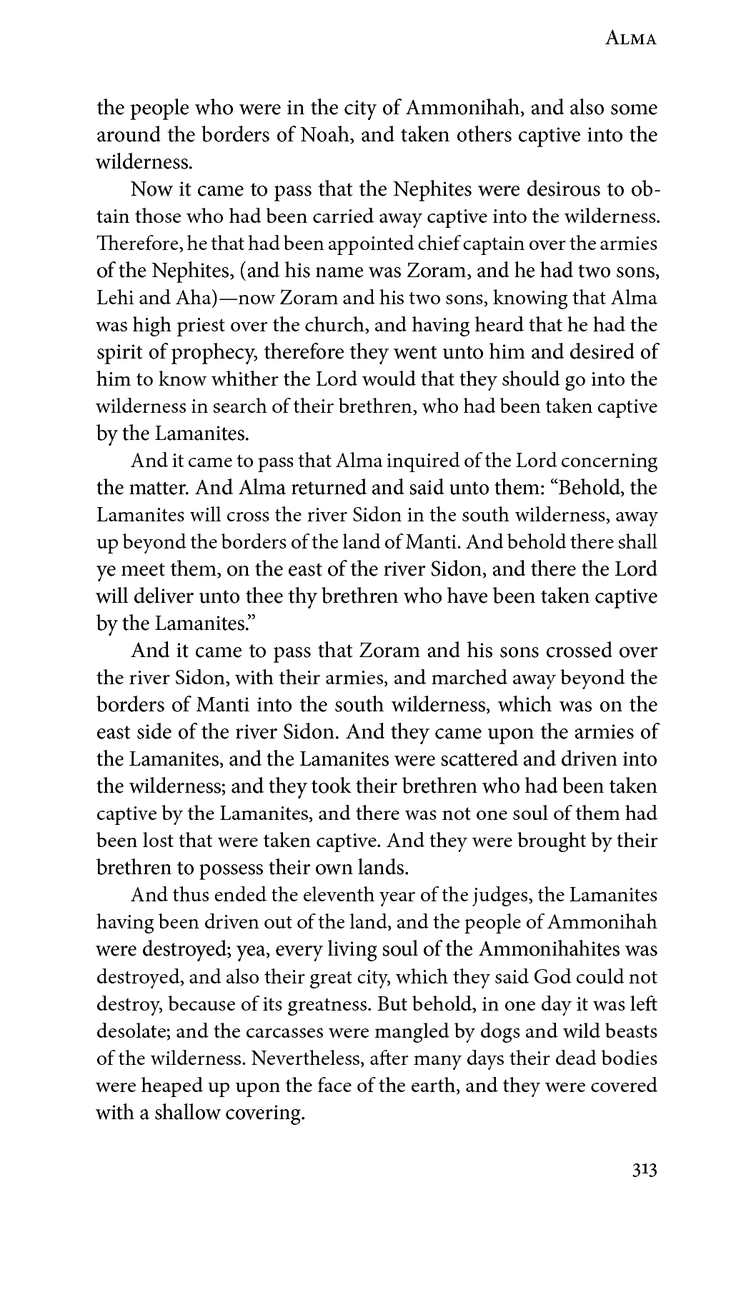 Alma
the people who were in the city of Ammonihah, and also some
around the borders of Noah, and taken others captive into the
wilderness.
Now it came to pass that the Nephites were desirous to ob-
tain those who had been carried away captive into the wilderness.
Therefore, he that had been appointed chief captain over the armies
of the Nephites, (and his name was Zoram, and he had two sons,
Lehi and Aha)—now Zoram and his two sons, knowing that Alma
was high priest over the church, and having heard that he had the
spirit of prophecy, therefore they went unto him and desired of
him to know whither the Lord would that they should go into the
wilderness in search of their brethren, who had been taken captive
by the Lamanites.
And it came to pass that Alma inquired of the Lord concerning
the matter. And Alma returned and said unto them: “Behold, the
Lamanites will cross the river Sidon in the south wilderness, away
up beyond the borders of the land of Manti. And behold there shall
ye meet them, on the east of the river Sidon, and there the Lord
will deliver unto thee thy brethren who have been taken captive
by the Lamanites.”
And it came to pass that Zoram and his sons crossed over
the river Sidon, with their armies, and marched away beyond the
borders of Manti into the south wilderness, which was on the
east side of the river Sidon. And they came upon the armies of
the Lamanites, and the Lamanites were scattered and driven into
the wilderness; and they took their brethren who had been taken
captive by the Lamanites, and there was not one soul of them had
been lost that were taken captive. And they were brought by their
brethren to possess their own lands.
And thus ended the eleventh year of the judges, the Lamanites
having been driven out of the land, and the people of Ammonihah
were destroyed; yea, every living soul of the Ammonihahites was
destroyed, and also their great city, which they said God could not
destroy, because of its greatness. But behold, in one day it was left
desolate; and the carcasses were mangled by dogs and wild beasts
of the wilderness. Nevertheless, after many days their dead bodies
were heaped up upon the face of the earth, and they were covered
with a shallow covering.
313